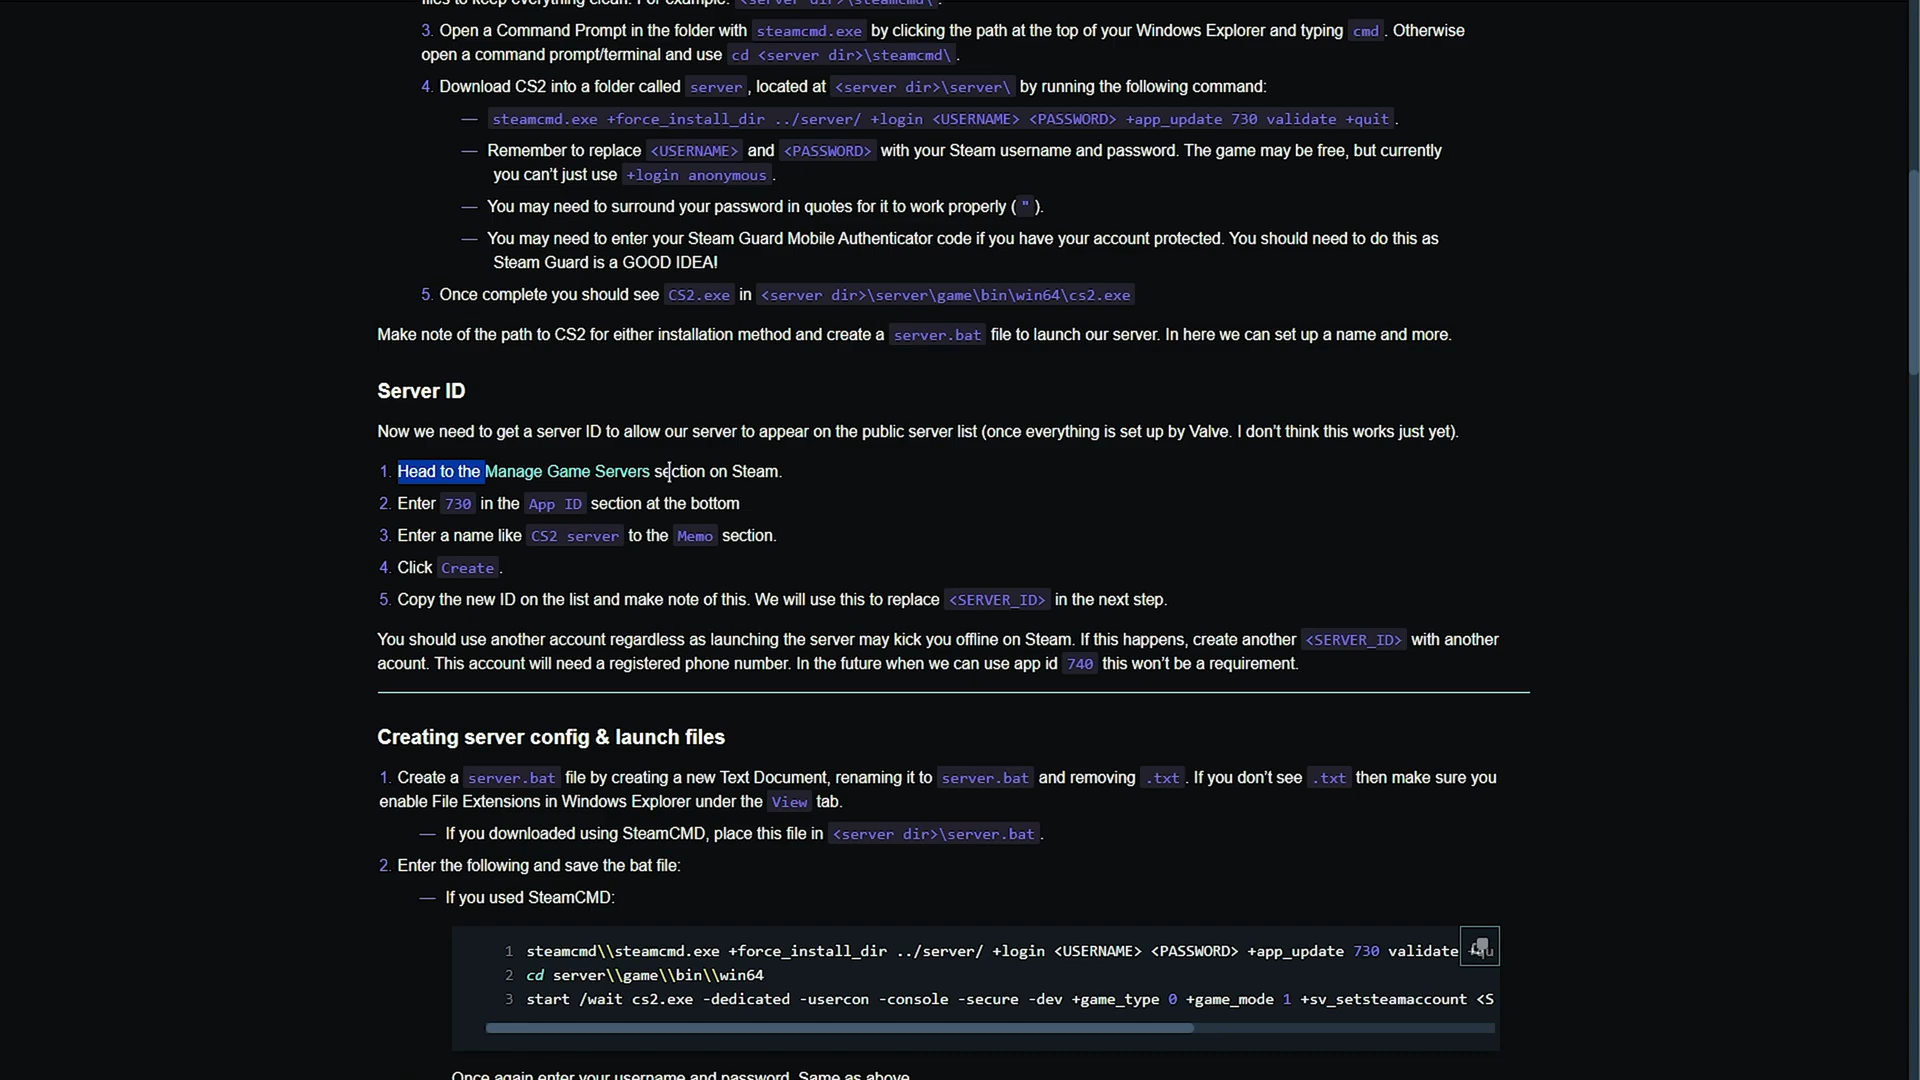 files to keep everything clean. For example: <server dir>\steamcmd\ .
3. Open a Command Prompt in the folder with steamcmd.exe by clicking the path at the top of your Windows Explorer and typing cmd . Otherwise
open a command prompt/terminal and use cd <server dir>\steamcmd\ .
4. Download CS2 into a folder called server , located at <server dir>\server\ by running the following command:
— steamcmd.exe +force_install_dir ../server/ +login <USERNAME> <PASSWORD> +app_update 730 validate +quit .
— Remember to replace <USERNAME> and <PASSWORD> with your Steam username and password. The game may be free, but currently
you can't just use +login anonymous .
— You may need to surround your password in quotes for it to work properly ( " ).
— You may need to enter your Steam Guard Mobile Authenticator code if you have your account protected. You should need to do this as
Steam Guard is a GOOD IDEA!
5. Once complete you should see CS2.exe in <server dir>\server\game\bin\win64\cs2.exe
Make note of the path to CS2 for either installation method and create a server.bat file to launch our server. In here we can set up a name and more.
Server ID
Now we need to get a server ID to allow our server to appear on the public server list (once everything is set up by Valve. I don't think this works just yet).
1. Head to the Manage Game Servers section on Steam.
2. Enter 730 in the App ID section at the bottom
3. Enter a name like CS2 server to the Memo section.
4. Click Create .
5. Copy the new ID on the list and make note of this. We will use this to replace <SERVER_ID> in the next step.
You should use another account regardless as launching the server may kick you offline on Steam. If this happens, create another <SERVER_ID> with another
acount. This account will need a registered phone number. In the future when we can use app id 740 this won't be a requirement.
Creating server config & launch files
1. Create a server.bat file by creating a new Text Document, renaming it to server.bat and removing .txt . If you don't see .txt then make sure you
enable File Extensions in Windows Explorer under the View tab.
— If you downloaded using SteamCMD, place this file in <server dir>\server.bat .
2. Enter the following and save the bat file:
— If you used SteamCMD:
1 steamcmd\\steamcmd.exe +force_install_dir ../server/ +login <USERNAME> <PASSWORD> +app_update 730 validate
2 cd server\\game\\bin\\win64
3 start /wait cs2.exe -dedicated -usercon -console -secure -dev +game_type 0 +game_mode 1 +sv_setsteamaccount <S
Once again enter your username and password. Same as above.